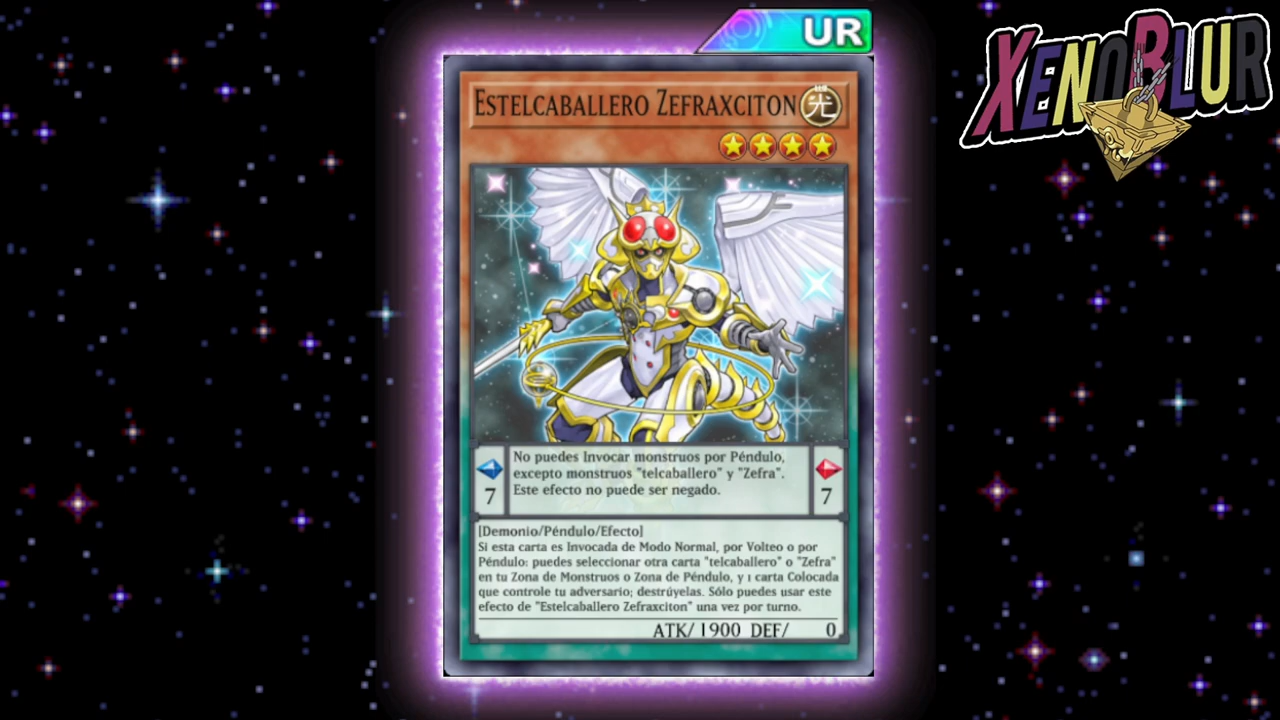 UR
XENOBLUR
ESTELCABALLERO ZEFRAXCITON
光
7
No puedes Invocar monstruos por Péndulo,
excepto monstruos "telcaballero" y "Zefra".
Este efecto no puede ser negado.
7
[Demonio/Péndulo/Efecto]
Si esta carta es Invocada de Modo Normal, por Volteo o por
Péndulo: puedes seleccionar otra carta "telcaballero" o "Zefra"
en tu Zona de Monstruos o Zona de Péndulo, y 1 carta Colocada
que controle tu adversario; destrúyelas. Sólo puedes usar este
efecto de "Estelcaballero Zefraxciton" una vez por turno.
ATK/ 1900 DEF/ 0